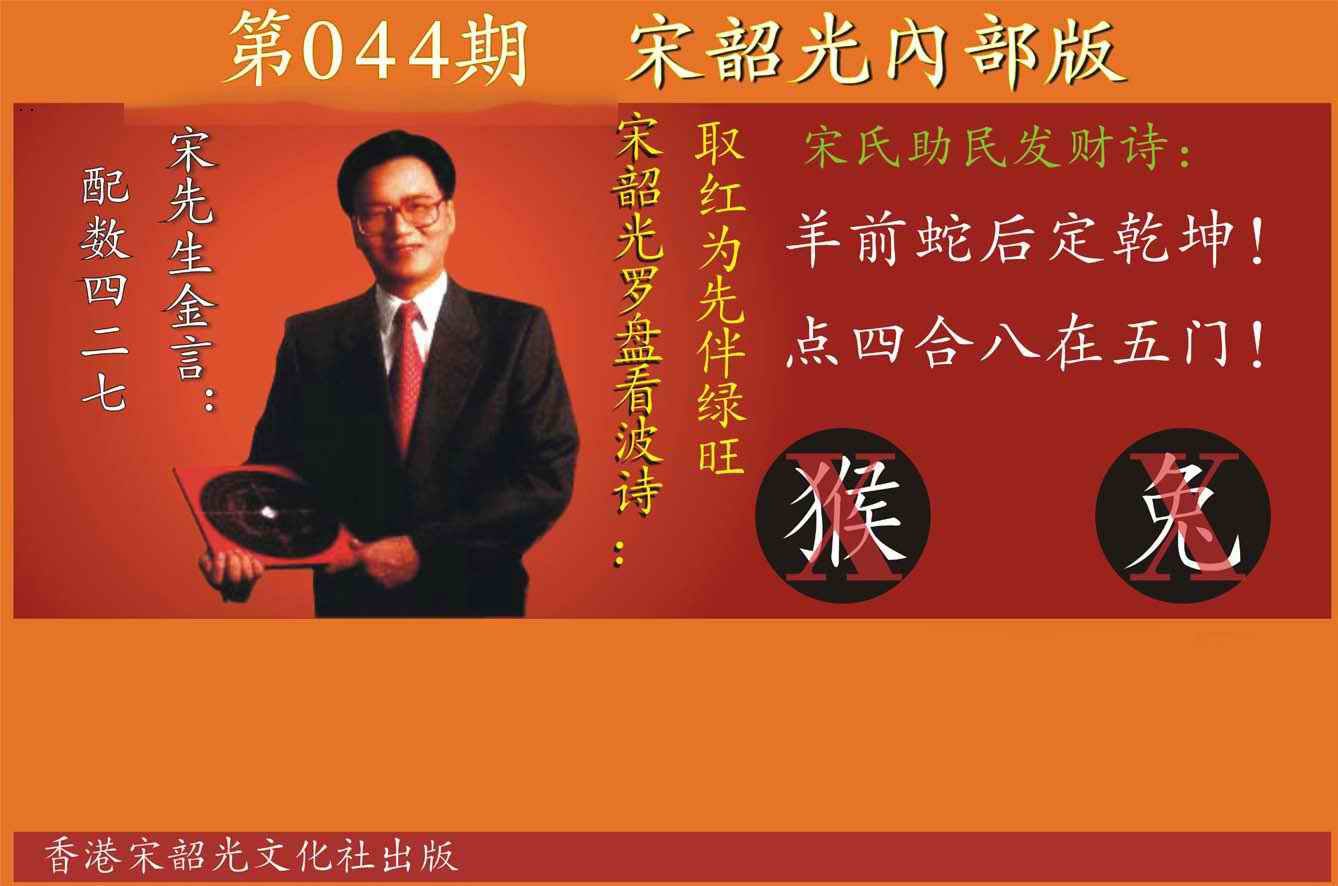 第044期 宋韶光内部版
宋先生金言：
配数四二七
宋韶光罗盘看波诗：
取红为先伴绿旺
宋氏助民发财诗：
羊前蛇后定乾坤！
点四合八在五门！
猴
X
兔
X
香港宋韶光文化社出版